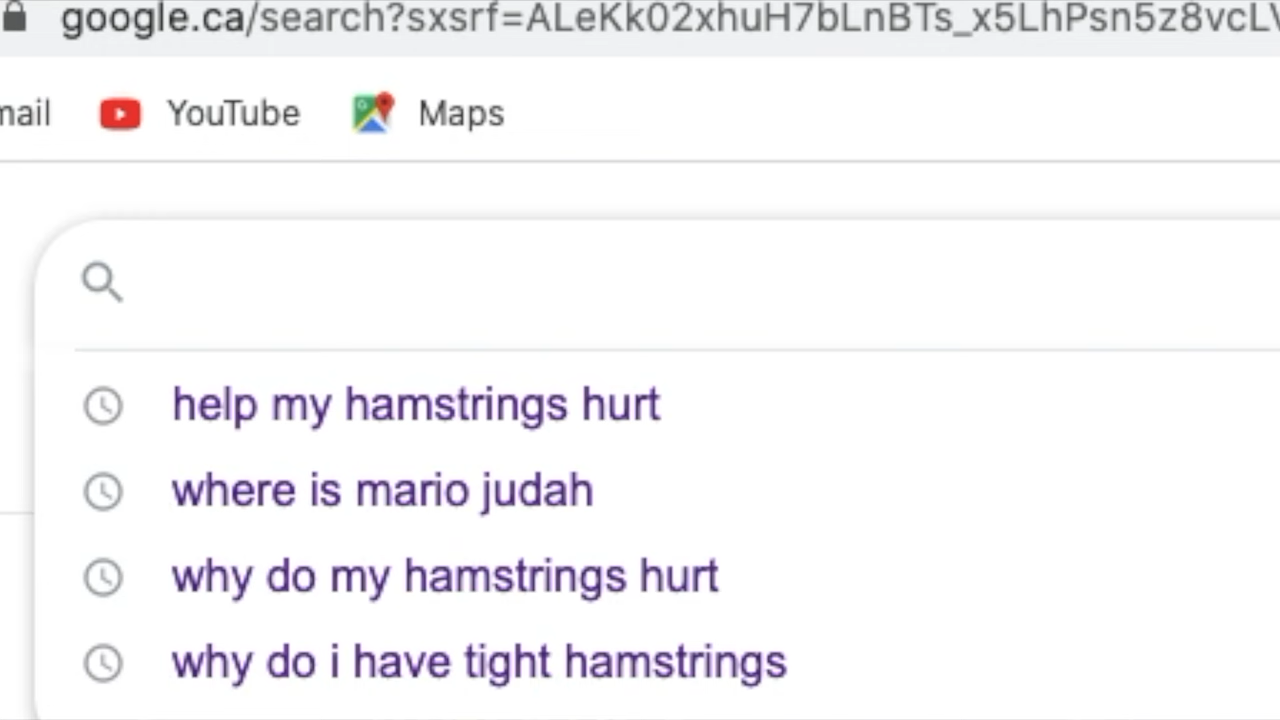 google.ca/search?sxsrf=ALeKk02xhuH7bLnBTs_x5LhPsn5z8vcL
mail YouTube Maps
help my hamstrings hurt
where is mario judah
why do my hamstrings hurt
why do i have tight hamstrings